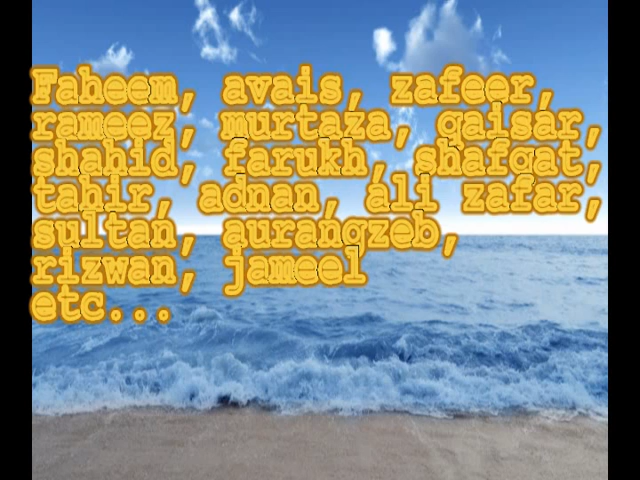 Faheem, avais, zafeer,
rameez, murtaza, qaisar,
shahid, farukh, shafqat,
tahir, adnan, ali zafar,
sultan, aurangzeb,
rizwan, jameel
etc...